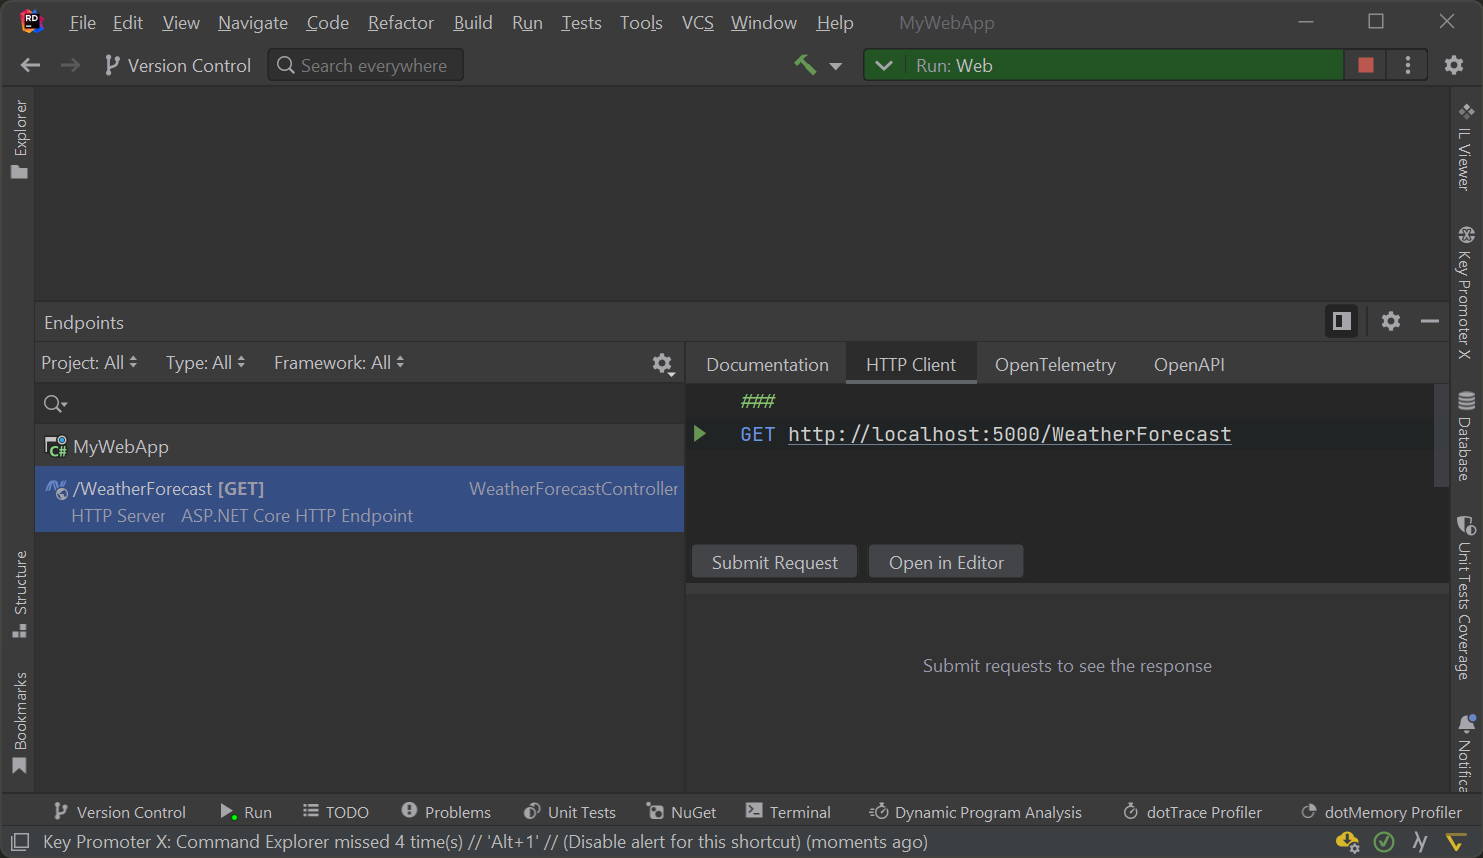 RD
File Edit View Navigate Code Refactor Build Run Tests Tools VCS Window Help MyWebApp
Version Control Search everywhere Run: Web
Explorer
Structure
Bookmarks
Endpoints
Project: All Type: All Framework: All
C# MyWebApp
/WeatherForecast [GET] WeatherForecastController
HTTP Server ASP.NET Core HTTP Endpoint
Documentation HTTP Client OpenTelemetry OpenAPI
###
GET http://localhost:5000/WeatherForecast
Submit Request Open in Editor
Submit requests to see the response
IL Viewer
Key Promoter X
Database
Unit Tests Coverage
Notifica
Version Control Run TODO Problems Unit Tests NuGet Terminal Dynamic Program Analysis dotTrace Profiler dotMemory Profiler
Key Promoter X: Command Explorer missed 4 time(s) // 'Alt+1' // (Disable alert for this shortcut) (moments ago)